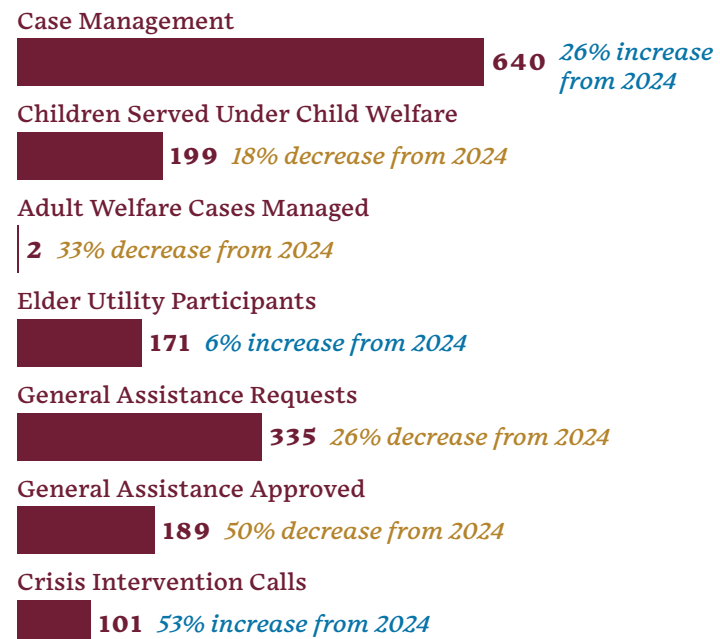 Case Management
640 26% increase
from 2024
Children Served Under Child Welfare
199 18% decrease from 2024
Adult Welfare Cases Managed
2 33% decrease from 2024
Elder Utility Participants
171 6% increase from 2024
General Assistance Requests
335 26% decrease from 2024
General Assistance Approved
189 50% decrease from 2024
Crisis Intervention Calls
101 53% increase from 2024